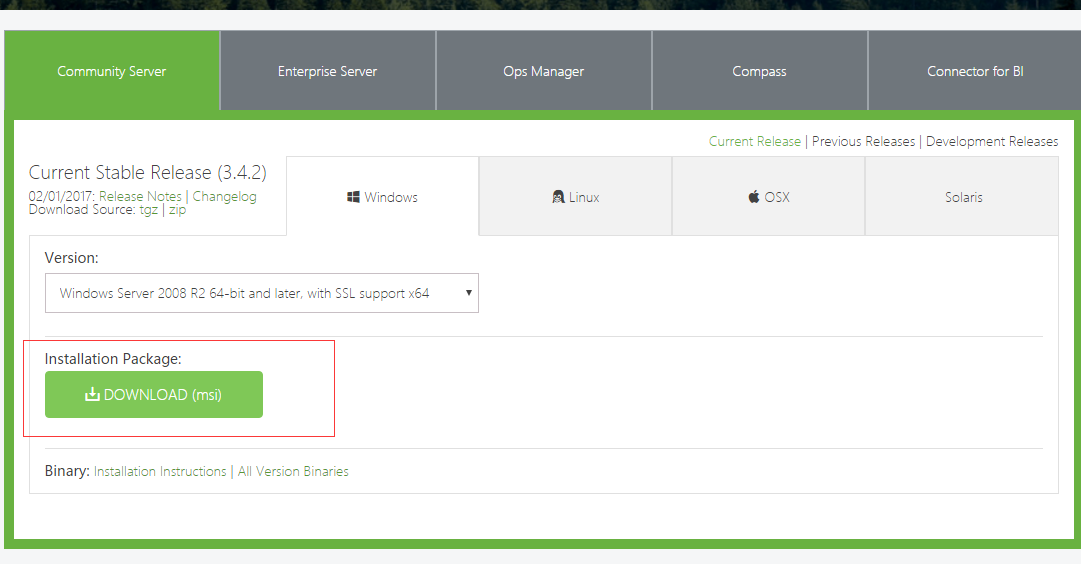 Community Server
Enterprise Server
Ops Manager
Compass
Connector for BI
Current Release | Previous Releases | Development Releases
Current Stable Release (3.4.2)
02/01/2017: Release Notes | Changelog
Download Source: tgz | zip
Windows
Linux
OSX
Solaris
Version:
Windows Server 2008 R2 64-bit and later, with SSL support x64
Installation Package:
DOWNLOAD (msi)
Binary: Installation Instructions | All Version Binaries